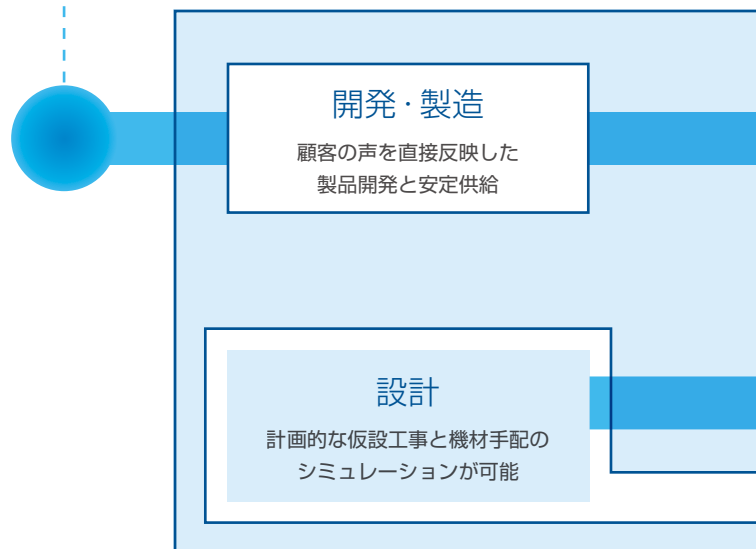 開発・製造
顧客の声を直接反映した
製品開発と安定供給
設計
計画的な仮設工事と機材手配の
シミュレーションが可能